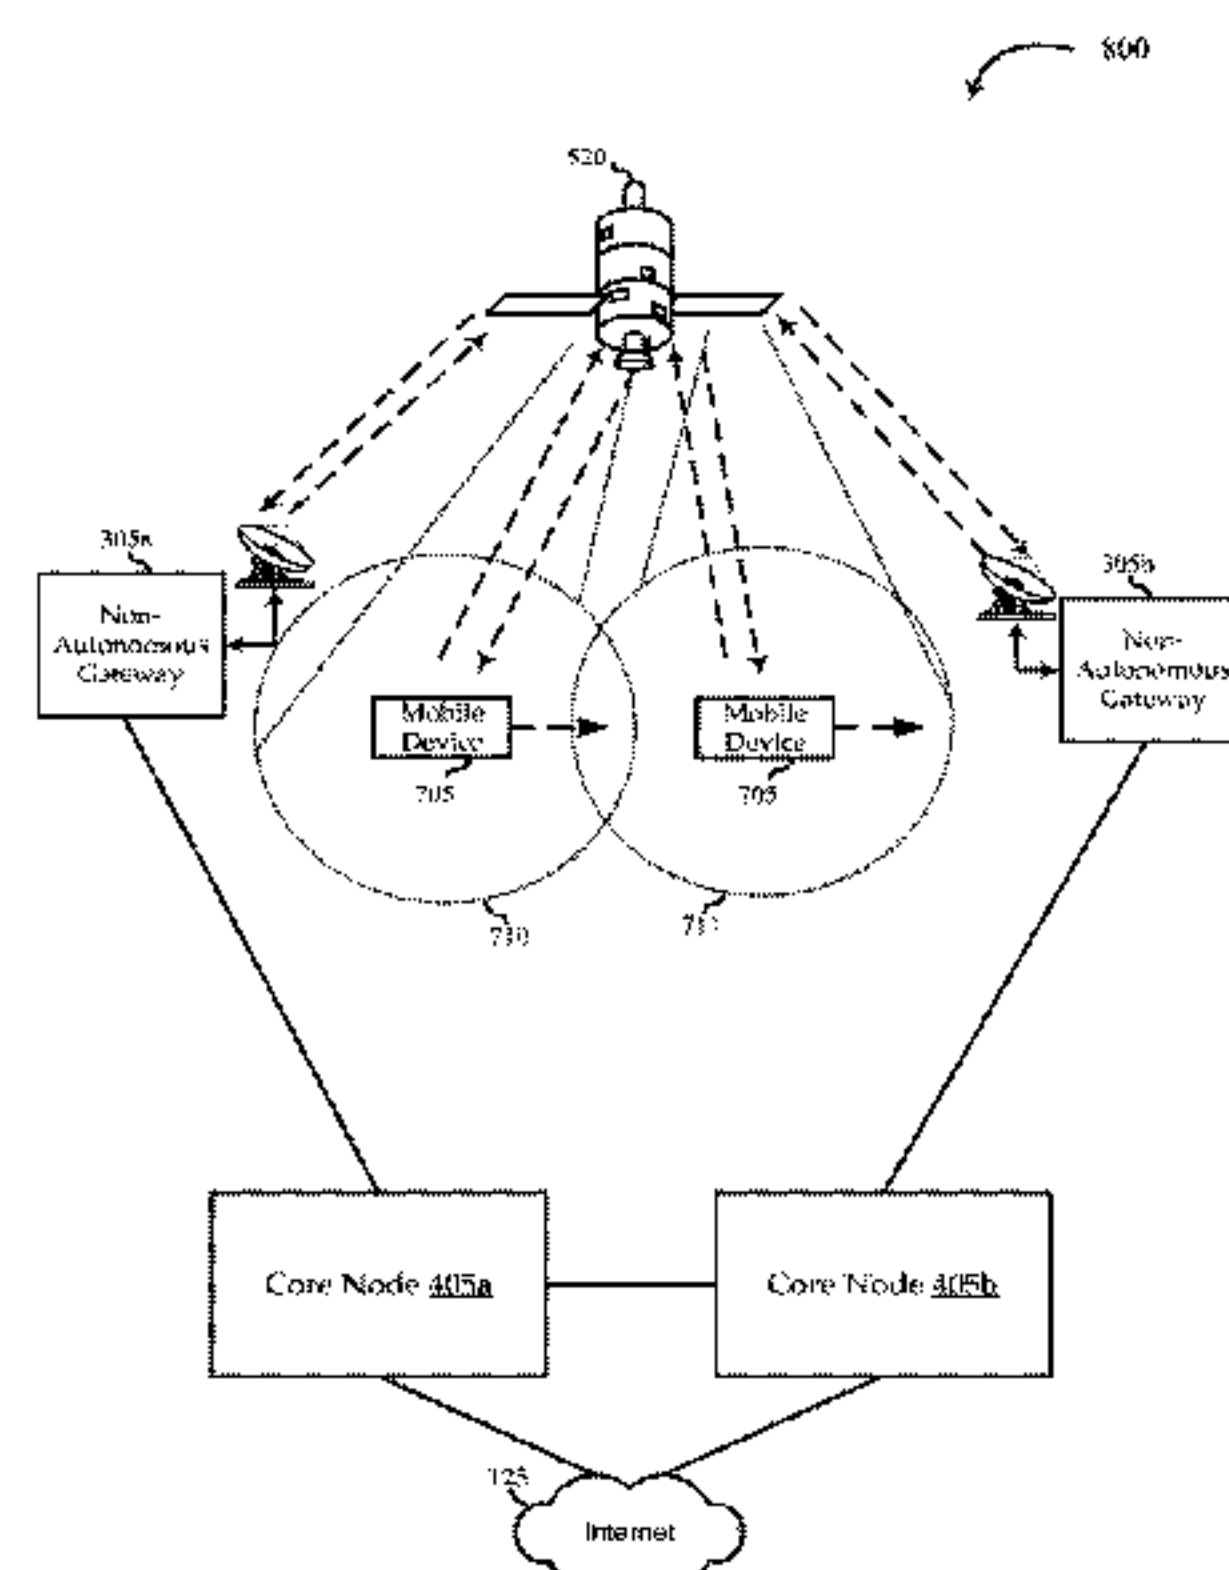 800
520
305a
Non-
Autonomous
Gateway
305n
Non-
Autonomous
Gateway
Mobile
Device
705
Mobile
Device
705
710
Core Node 405a
Core Node 405b
125
Internet